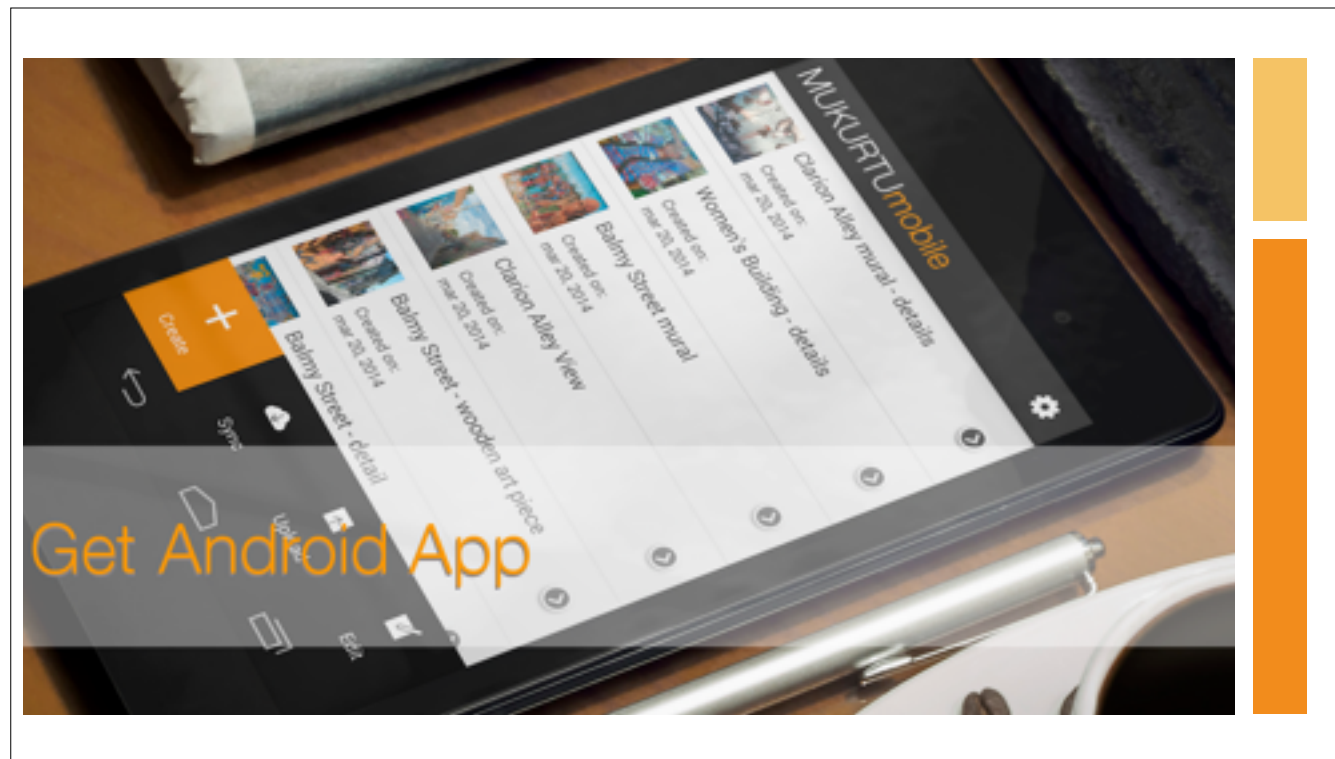 MUKURTUmobile
Clarion Alley mural - details
Created on:
mar 20, 2014
Women's Building - details
Created on:
mar 20, 2014
Balmy Street mural
Created on:
mar 20, 2014
Clarion Alley View
Created on:
mar 20, 2014
Balmy Street - wooden art piece
Created on:
mar 20, 2014
Balmy Street - detail
Create
Sync
Upload
Edit
Get Android App